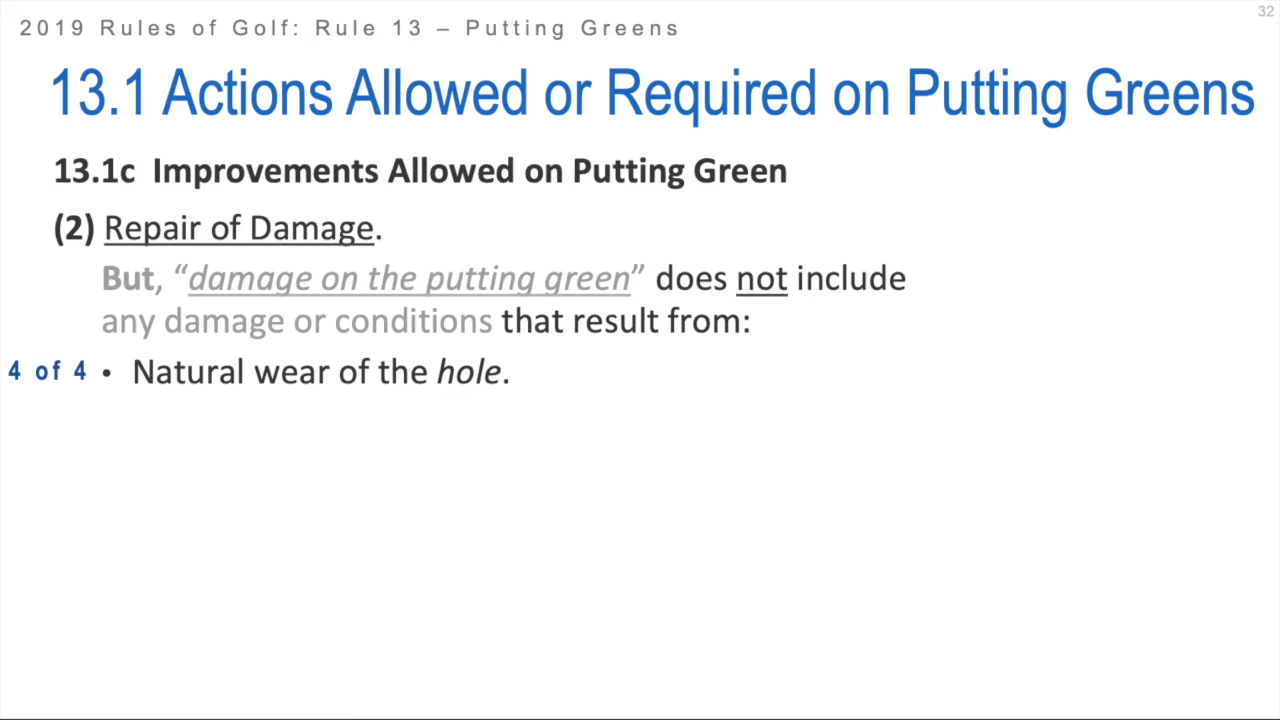 32
2019 Rules of Golf: Rule 13 – Putting Greens
13.1 Actions Allowed or Required on Putting Greens
13.1c Improvements Allowed on Putting Green
(2) Repair of Damage.
But, “damage on the putting green” does not include
any damage or conditions that result from:
4 of 4 • Natural wear of the hole.